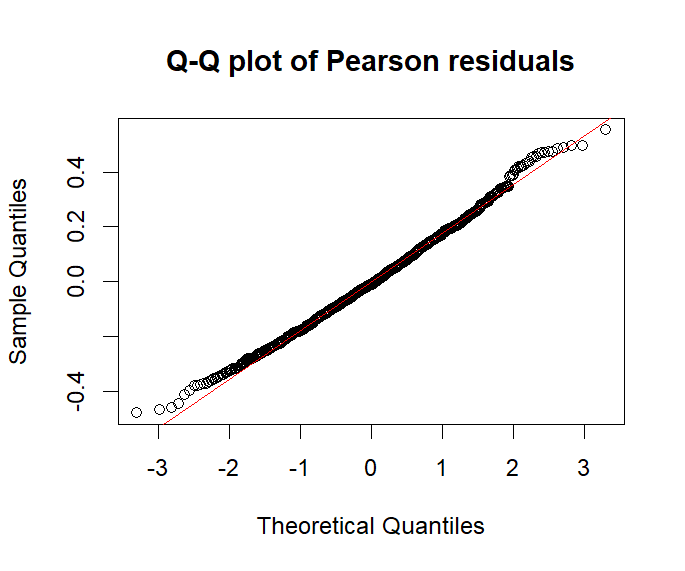 Q-Q plot of Pearson residuals
Sample Quantiles
0.4
0.2
0.0
-0.4
-3 -2 -1 0 1 2 3
Theoretical Quantiles